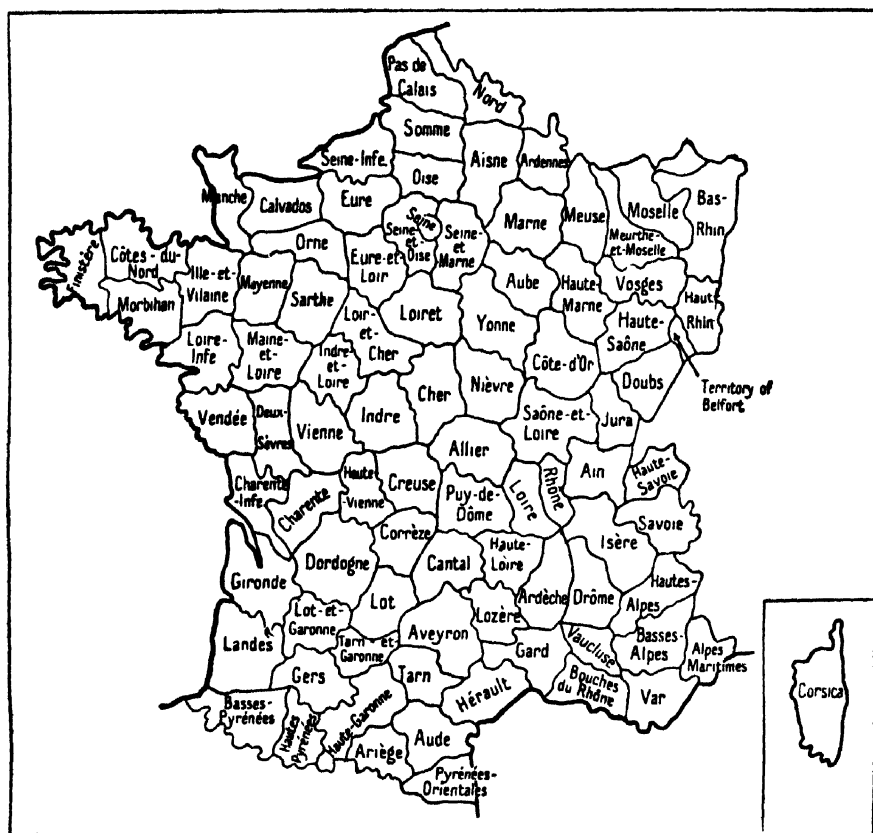 Pas de
Calais
Nord
Somme
Seine-Infe.
Oise
Aisne
Ardennes
Manche
Calvados
Eure
Seine
Seine-
et-
Oise
Seine-
et
Marne
Marne
Meuse
Moselle
Meurthe-
et-Moselle
Bas-
Rhin
Finistère
Côtes-du-
Nord
Morbihan
Ille-et-
Vilaine
Mayenne
Orne
Sarthe
Eure-et-
Loir
Loir-
et-
Cher
Loiret
Yonne
Aube
Haute-
Marne
Vosges
Haut
Rhin
Haute-
Saône
Territory of
Belfort
Loire-
Infe
Maine-
et-
Loire
Indre-
et-
Loire
Indre
Cher
Nièvre
Côte-d'Or
Doubs
Jura
Saône-et-
Loire
Vendée
Deux-
Sèvres
Vienne
Allier
Charente
-Infe.
Charente
Haute-
Vienne
Creuse
Puy-de-
Dôme
Loire
Rhône
Ain
Haute-
Savoie
Savoie
Isère
Corrèze
Cantal
Haute-
Loire
Gironde
Dordogne
Lot
Lozère
Ardèche
Drôme
Hautes-
Alpes
Landes
Lot-et-
Garonne
Tarn-et-
Garonne
Aveyron
Gard
Vaucluse
Basses-
Alpes
Alpes
Maritimes
Gers
Tarn
Hérault
Bouches
du Rhône
Var
Basses-
Pyrénées
Hautes
Pyrénées
Haute-Garonne
Ariège
Aude
Pyrénées-
Orientales
Corsica